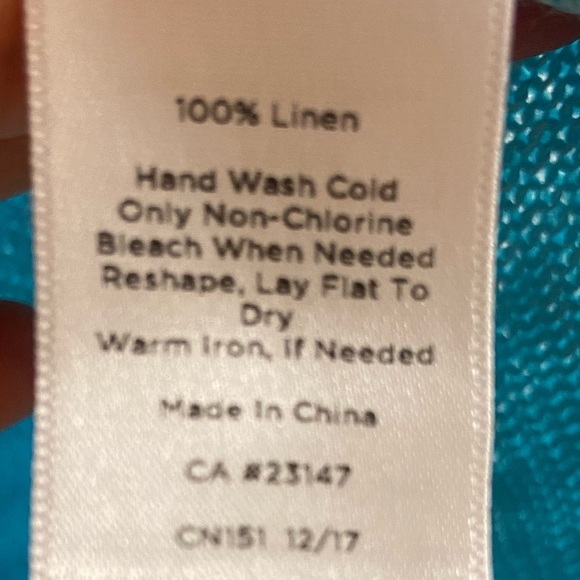 100% Linen
Hand Wash Cold
Only Non-Chlorine
Bleach When Needed
Reshape, Lay Flat To
Dry
Warm Iron, if Needed
Made In China
CA #23147
CN151 12/17